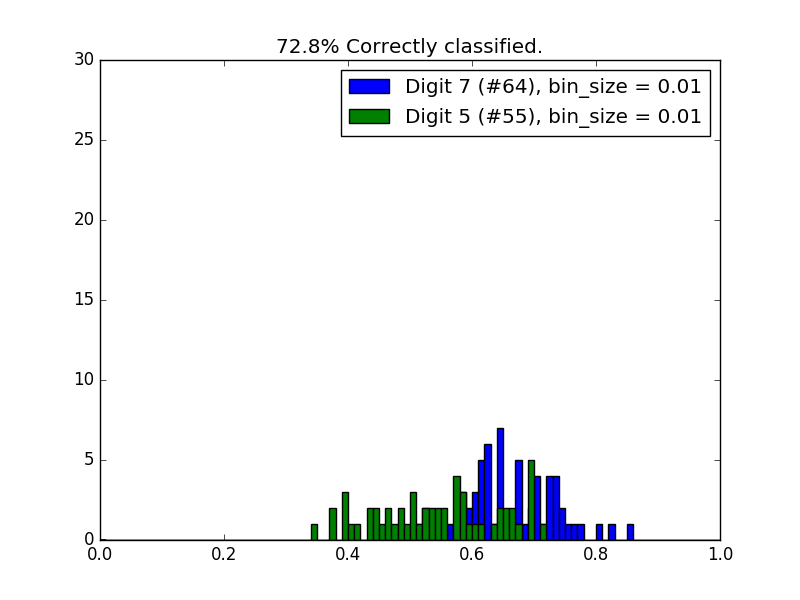 72.8% Correctly classified.
30
Digit 7 (#64), bin_size = 0.01
Digit 5 (#55), bin_size = 0.01
25
20
15
10
5
0
0.0 0.2 0.4 0.6 0.8 1.0